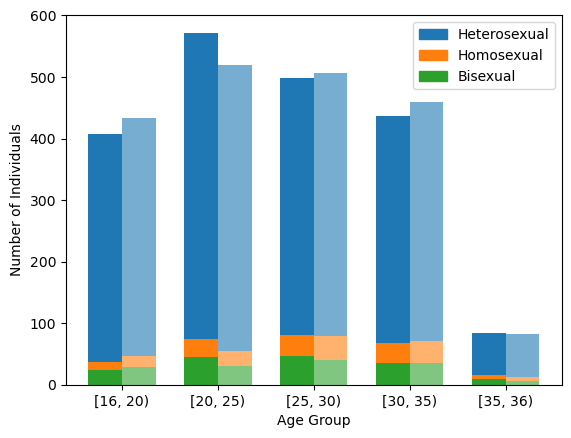 600
500
400
300
200
100
0
Number of Individuals
Heterosexual
Homosexual
Bisexual
[16, 20) [20, 25) [25, 30) [30, 35) [35, 36)
Age Group